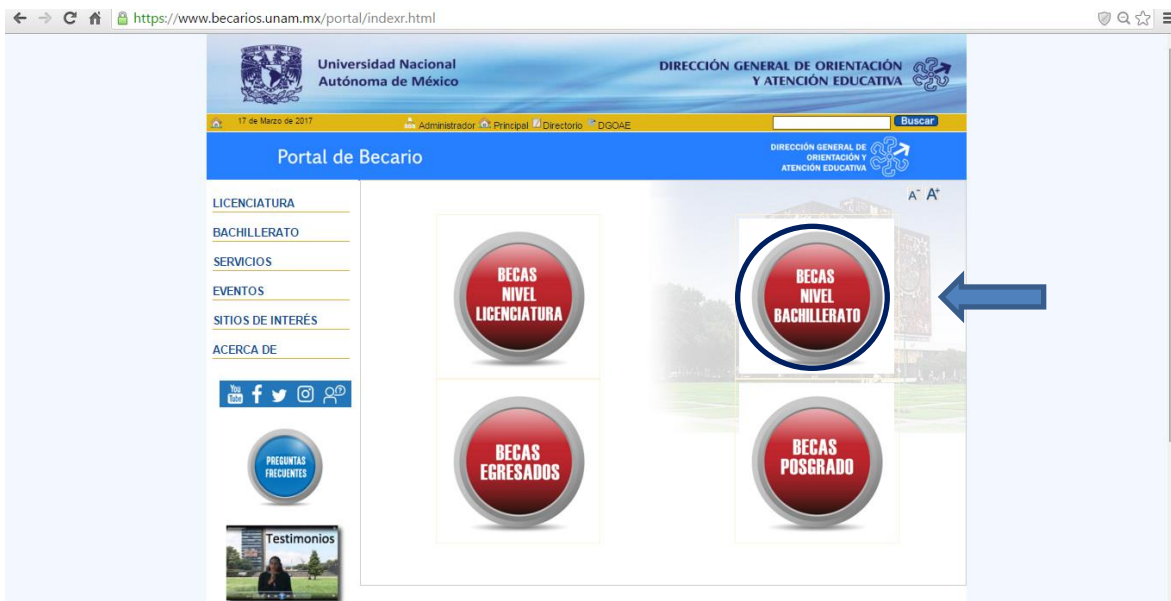 https://www.becarios.unam.mx/portal/indexr.html
Universidad Nacional
Autónoma de México
DIRECCIÓN GENERAL DE ORIENTACIÓN
Y ATENCIÓN EDUCATIVA
17 de Marzo de 2017
Administrador Principal Directorio DGOAE
Buscar
Portal de Becario
DIRECCIÓN GENERAL DE
ORIENTACIÓN Y
ATENCIÓN EDUCATIVA
A- A+
LICENCIATURA
BACHILLERATO
SERVICIOS
EVENTOS
SITIOS DE INTERÉS
ACERCA DE
You
Tube
PREGUNTAS
FRECUENTES
Testimonios
BECAS
NIVEL
LICENCIATURA
BECAS
NIVEL
BACHILLERATO
BECAS
EGRESADOS
BECAS
POSGRADO